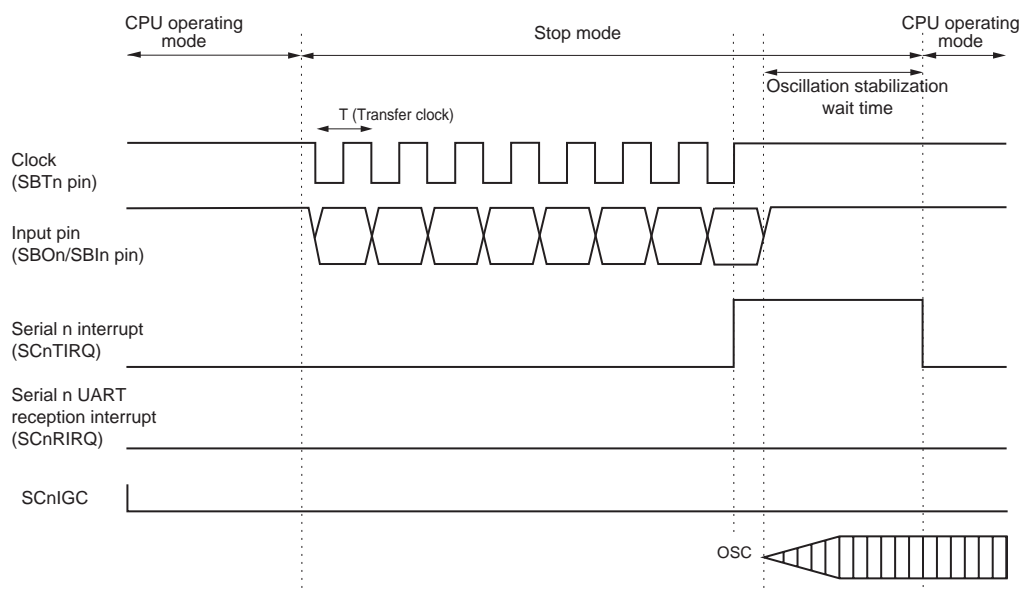 CPU operating
mode
Stop mode
CPU operating
mode
Oscillation stabilization
wait time
T (Transfer clock)
Clock
(SBTn pin)
Input pin
(SBOn/SBIn pin)
Serial n interrupt
(SCnTIRQ)
Serial n UART
reception interrupt
(SCnRIRQ)
SCnIGC
OSC